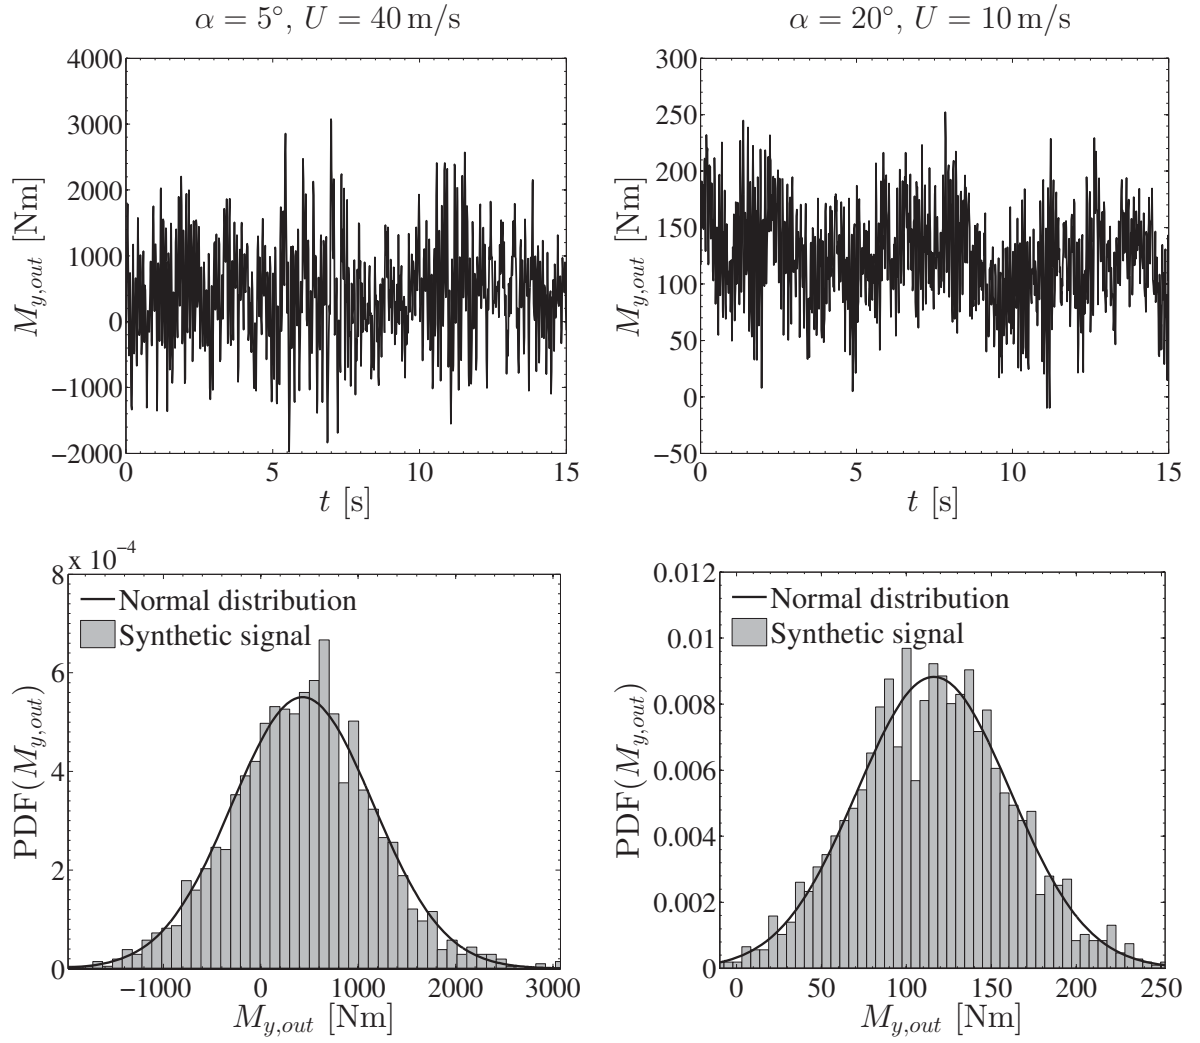 α = 5°, U = 40 m/s
α = 20°, U = 10 m/s
4000
3000
2000
1000
0
−1000
−2000
M_{y,out} [Nm]
0 5 10 15
t [s]
300
250
200
150
100
50
0
−50
M_{y,out} [Nm]
0 5 10 15
t [s]
x 10^{−4}
8
6
4
2
0
PDF(M_{y,out})
Normal distribution
Synthetic signal
−1000 0 1000 2000 3000
M_{y,out} [Nm]
0.012
0.01
0.008
0.006
0.004
0.002
0
PDF(M_{y,out})
Normal distribution
Synthetic signal
0 50 100 150 200 250
M_{y,out} [Nm]